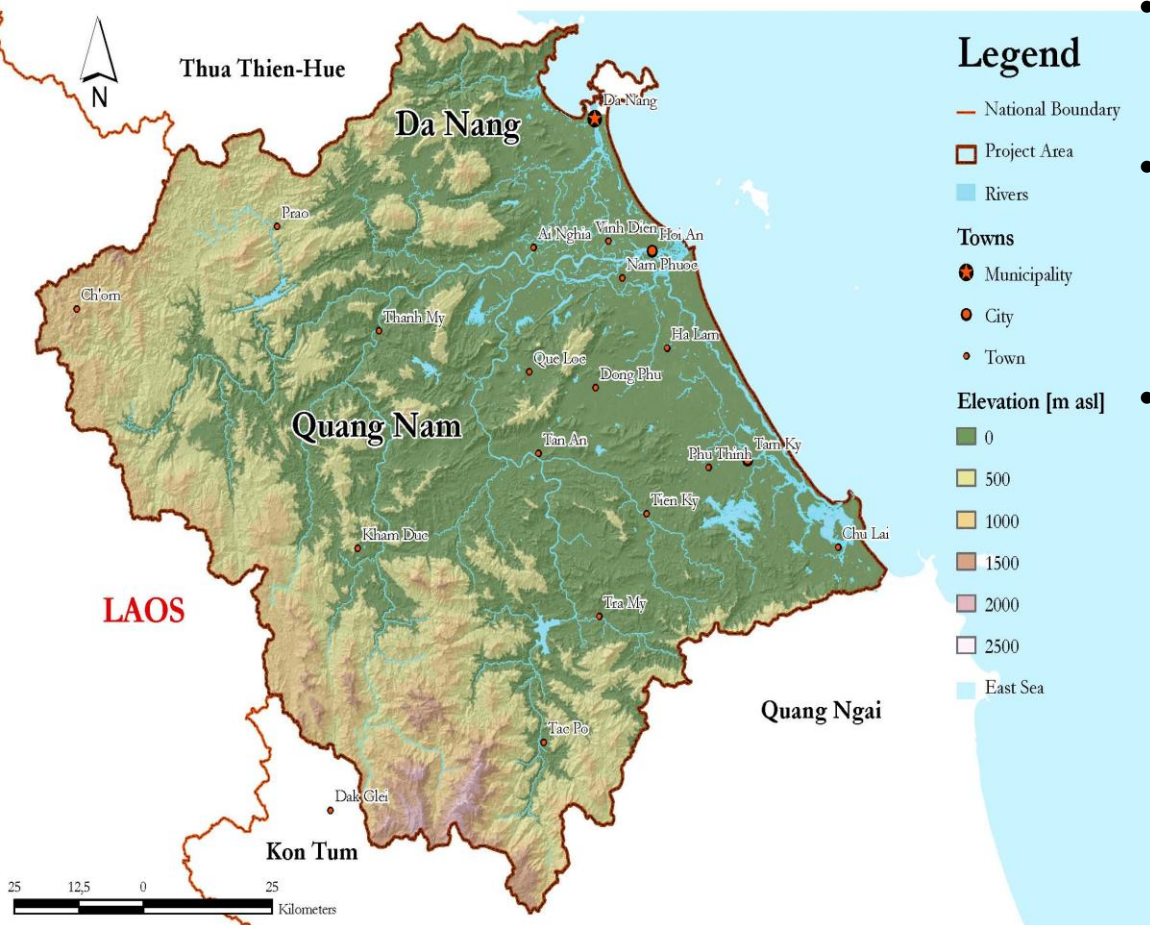 Thua Thien-Hue
N
Da Nang
Da Nang
Prao
Ai Nghia
Vinh Dien
Hoi An
Nam Phuoc
Ch'orn
Thanh My
Ha Lam
Que Loc
Dong Phu
Quang Nam
Tan An
Phu Thinh
Tam Ky
Tien Ky
Kham Duc
Chu Lai
LAOS
Tra My
Quang Ngai
Tac Po
Dak Glei
Kon Tum
25 12,5 0 25
Kilometers
Legend
National Boundary
Project Area
Rivers
Towns
Municipality
City
Town
Elevation [m asl]
0
500
1000
1500
2000
2500
East Sea